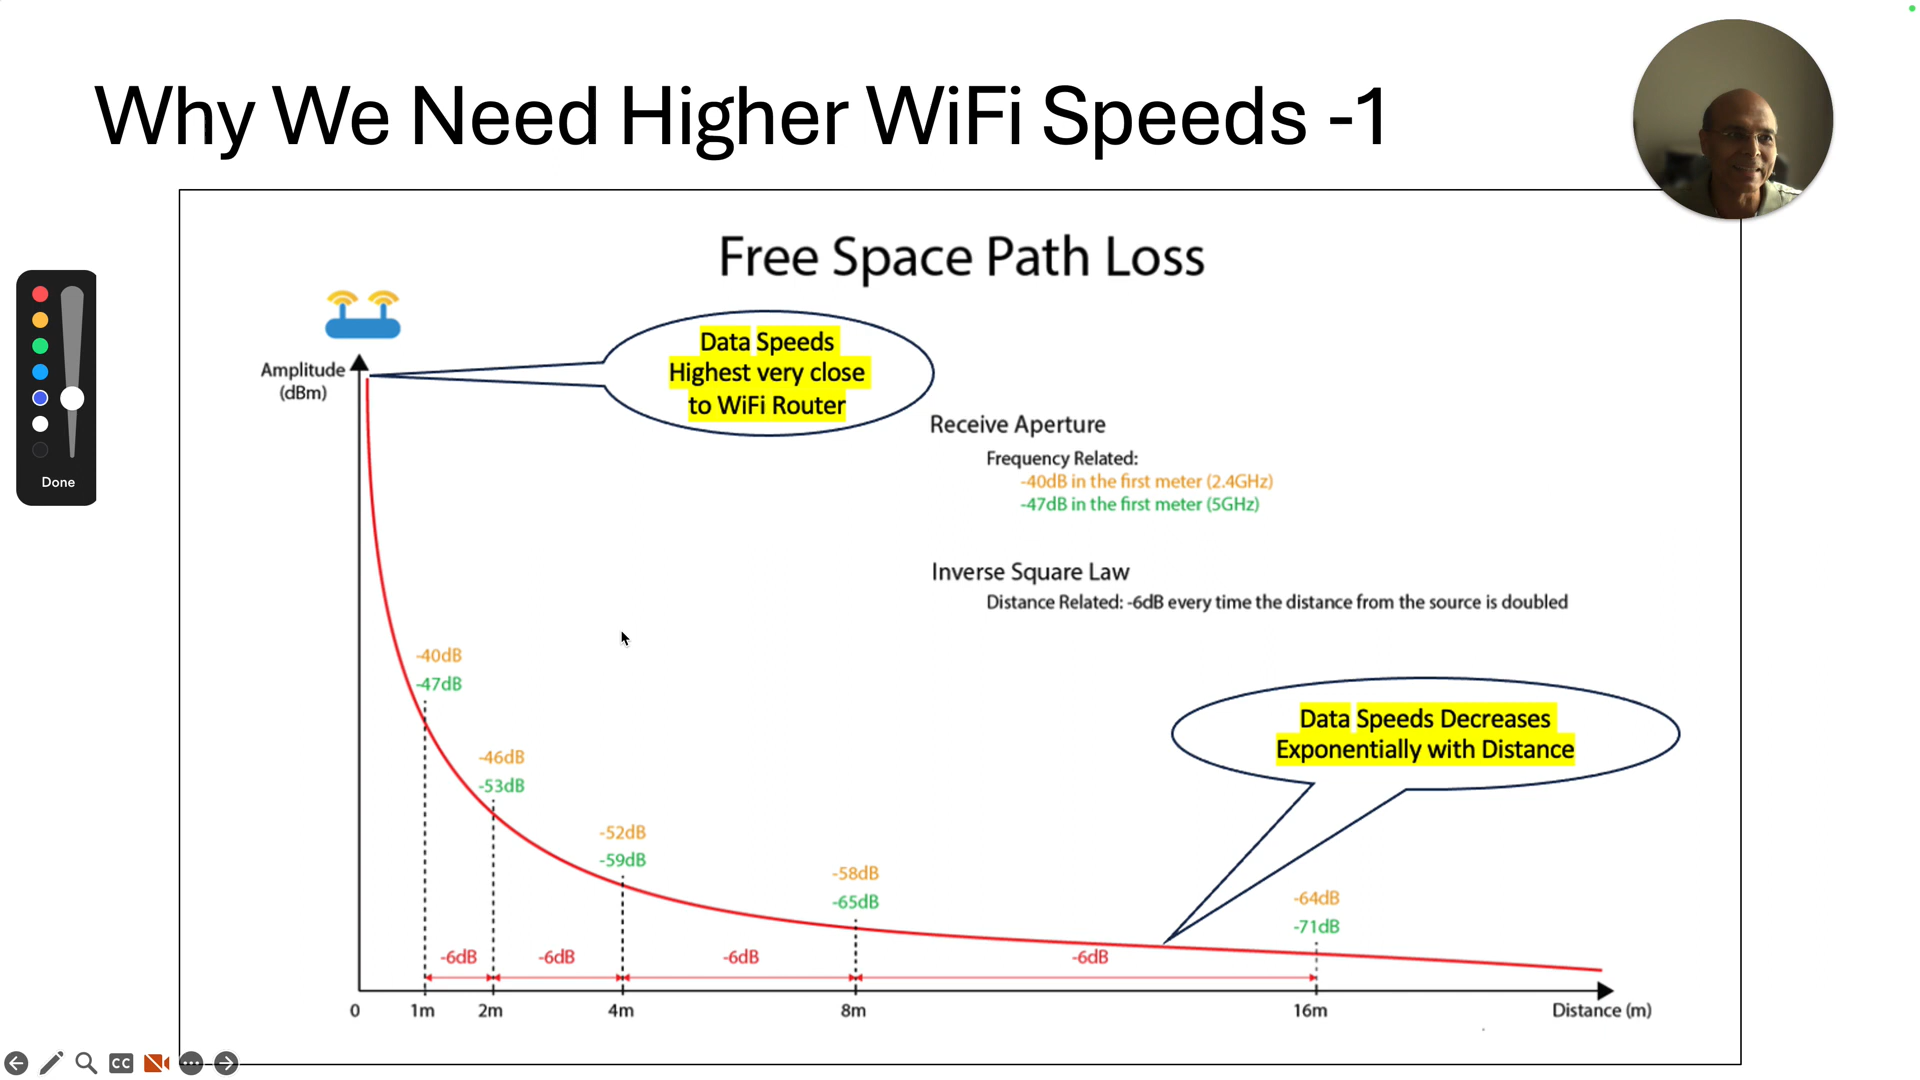 Why We Need Higher WiFi Speeds -1
Free Space Path Loss
Data Speeds
Highest very close
to WiFi Router
Amplitude
(dBm)
Receive Aperture
Frequency Related:
-40dB in the first meter (2.4GHz)
-47dB in the first meter (5GHz)
Done
Inverse Square Law
Distance Related: -6dB every time the distance from the source is doubled
-40dB
-47dB
Data Speeds Decreases
Exponentially with Distance
-46dB
-53dB
-52dB
-59dB
-58dB
-65dB
-64dB
-71dB
-6dB
-6dB
-6dB
-6dB
0
1m
2m
4m
8m
16m
Distance (m)
CC